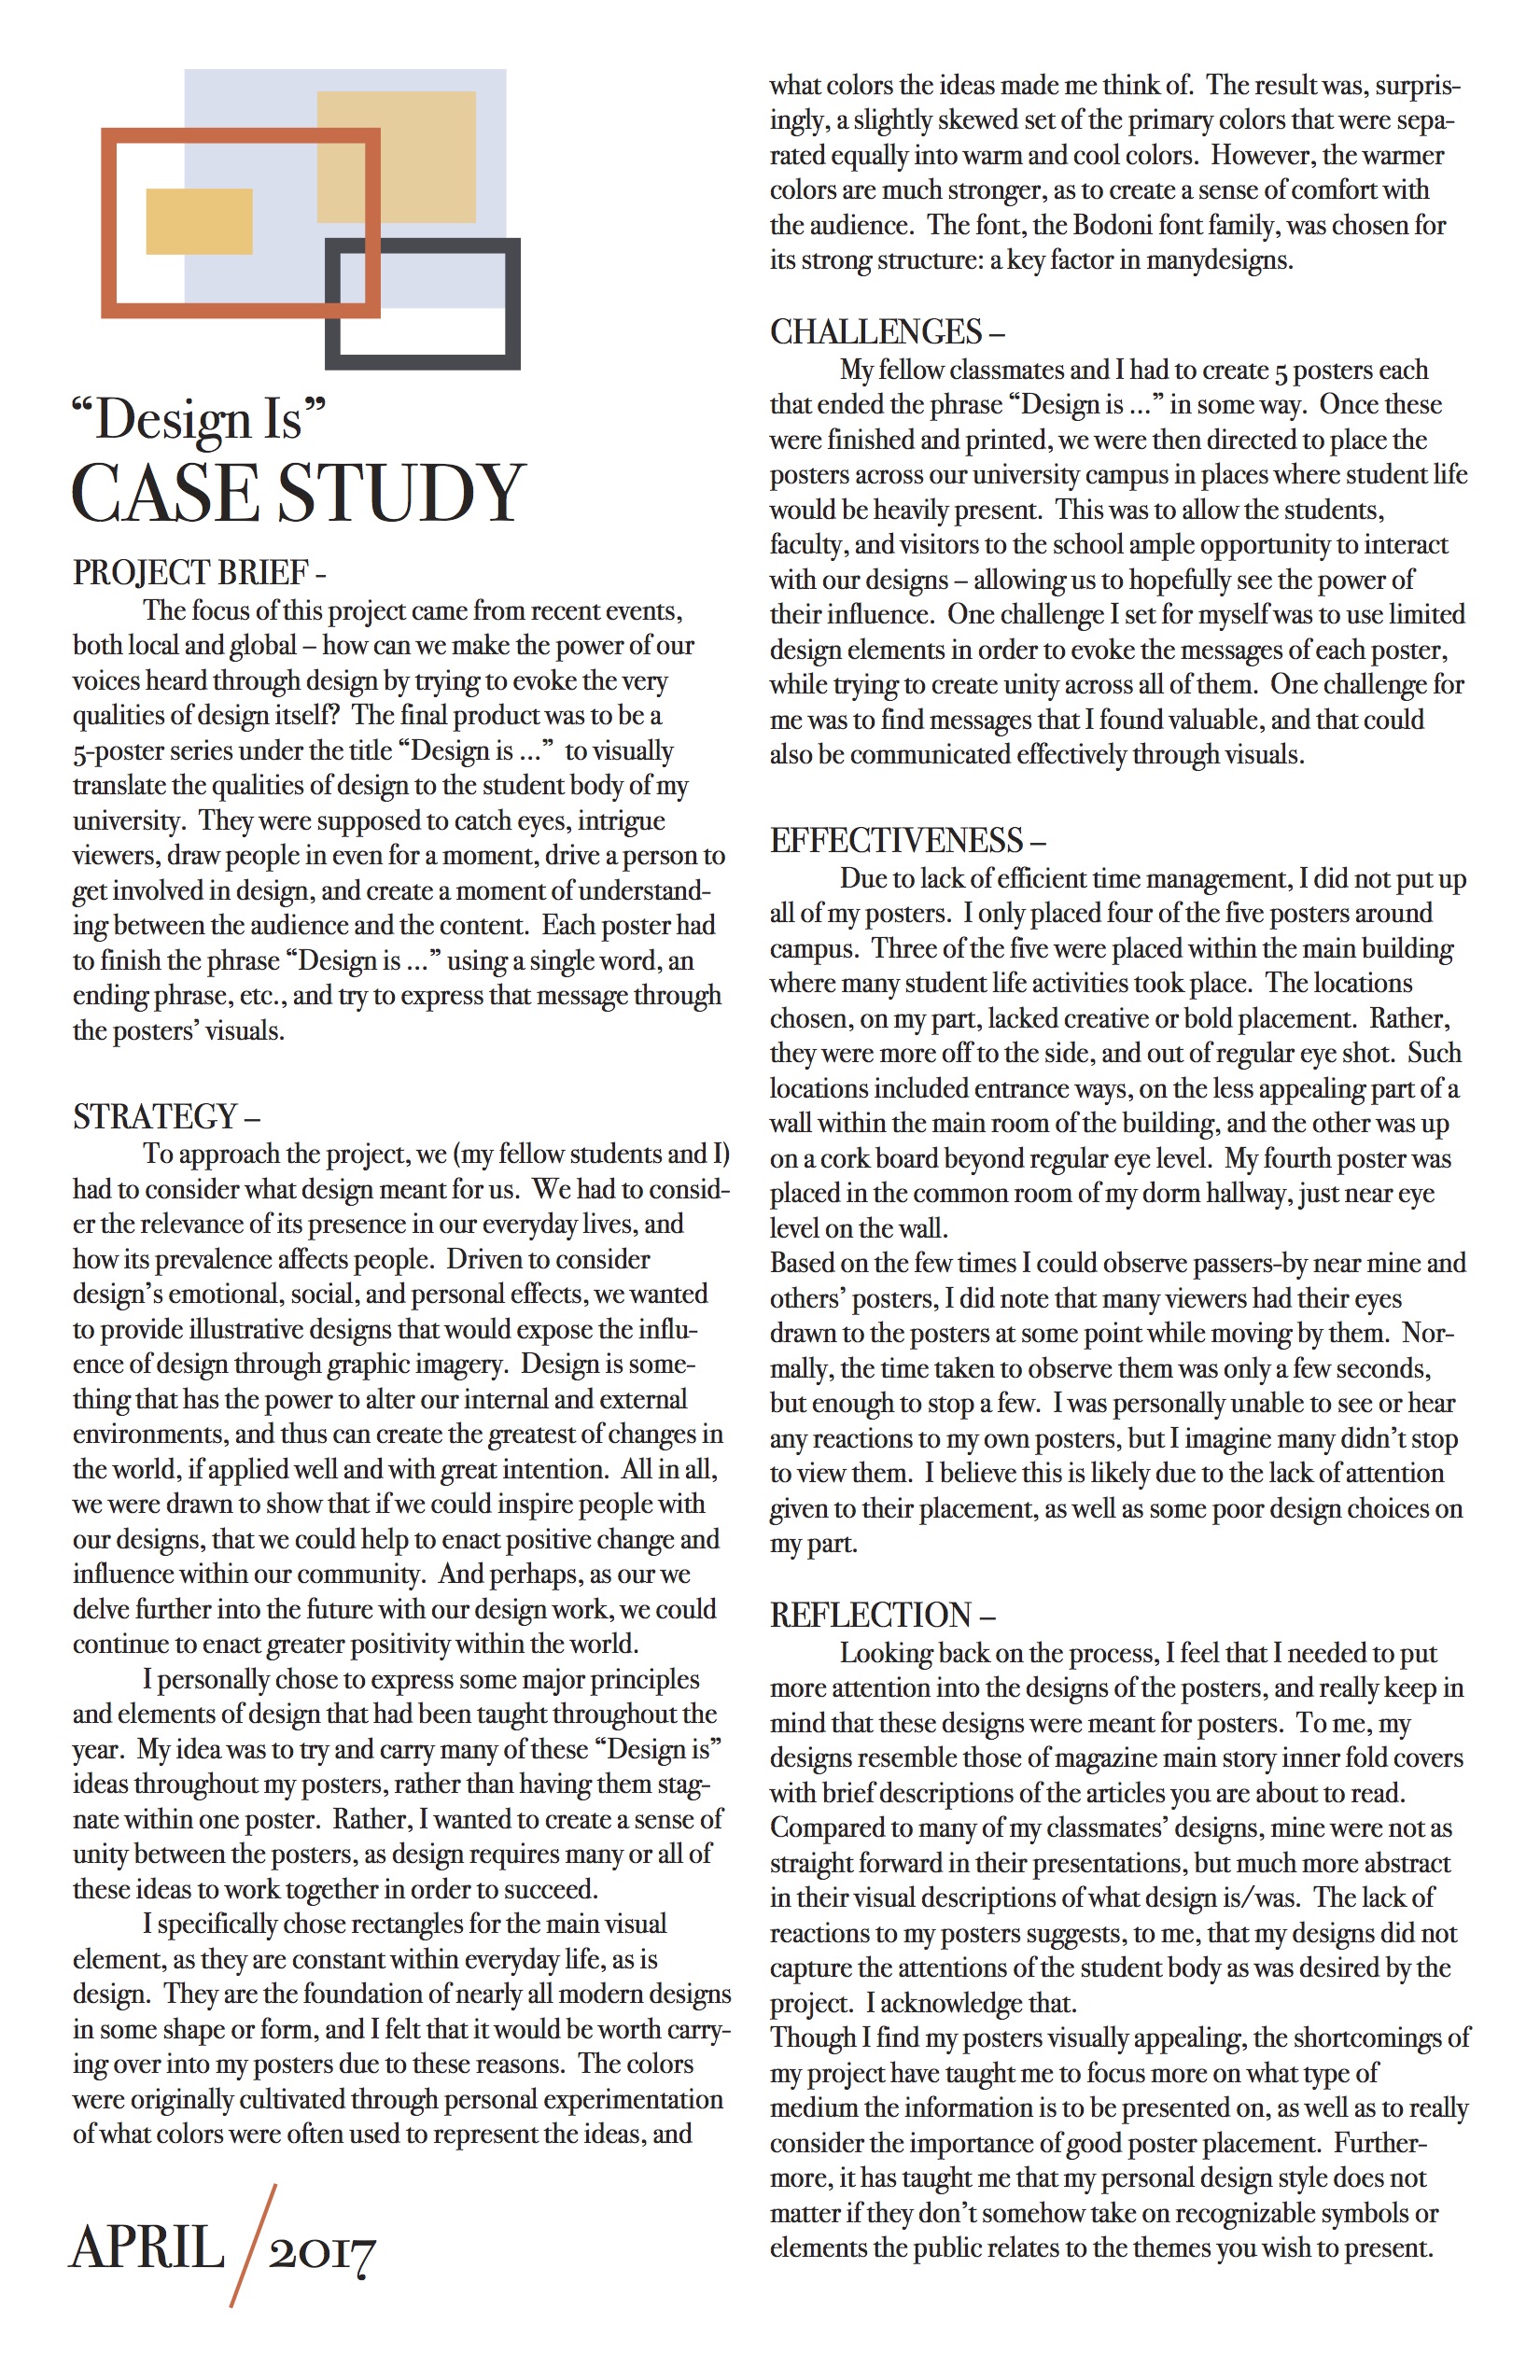 “Design Is”
CASE STUDY
PROJECT BRIEF -
The focus of this project came from recent events,
both local and global – how can we make the power of our
voices heard through design by trying to evoke the very
qualities of design itself?  The final product was to be a
5-poster series under the title “Design is ...”  to visually
translate the qualities of design to the student body of my
university.  They were supposed to catch eyes, intrigue
viewers, draw people in even for a moment, drive a person to
get involved in design, and create a moment of understand-
ing between the audience and the content.  Each poster had
to finish the phrase “Design is ...” using a single word, an
ending phrase, etc., and try to express that message through
the posters’ visuals.
STRATEGY –
To approach the project, we (my fellow students and I)
had to consider what design meant for us.  We had to consid-
er the relevance of its presence in our everyday lives, and
how its prevalence affects people.  Driven to consider
design’s emotional, social, and personal effects, we wanted
to provide illustrative designs that would expose the influ-
ence of design through graphic imagery.  Design is some-
thing that has the power to alter our internal and external
environments, and thus can create the greatest of changes in
the world, if applied well and with great intention.  All in all,
we were drawn to show that if we could inspire people with
our designs, that we could help to enact positive change and
influence within our community.  And perhaps, as our we
delve further into the future with our design work, we could
continue to enact greater positivity within the world.
I personally chose to express some major principles
and elements of design that had been taught throughout the
year.  My idea was to try and carry many of these “Design is”
ideas throughout my posters, rather than having them stag-
nate within one poster.  Rather, I wanted to create a sense of
unity between the posters, as design requires many or all of
these ideas to work together in order to succeed.
I specifically chose rectangles for the main visual
element, as they are constant within everyday life, as is
design.  They are the foundation of nearly all modern designs
in some shape or form, and I felt that it would be worth carry-
ing over into my posters due to these reasons.  The colors
were originally cultivated through personal experimentation
of what colors were often used to represent the ideas, and
APRIL / 2017
what colors the ideas made me think of.  The result was, surpris-
ingly, a slightly skewed set of the primary colors that were sepa-
rated equally into warm and cool colors.  However, the warmer
colors are much stronger, as to create a sense of comfort with
the audience.  The font, the Bodoni font family, was chosen for
its strong structure: a key factor in manydesigns.
CHALLENGES –
My fellow classmates and I had to create 5 posters each
that ended the phrase “Design is ...” in some way.  Once these
were finished and printed, we were then directed to place the
posters across our university campus in places where student life
would be heavily present.  This was to allow the students,
faculty, and visitors to the school ample opportunity to interact
with our designs – allowing us to hopefully see the power of
their influence.  One challenge I set for myself was to use limited
design elements in order to evoke the messages of each poster,
while trying to create unity across all of them.  One challenge for
me was to find messages that I found valuable, and that could
also be communicated effectively through visuals.
EFFECTIVENESS –
Due to lack of efficient time management, I did not put up
all of my posters.  I only placed four of the five posters around
campus.  Three of the five were placed within the main building
where many student life activities took place.  The locations
chosen, on my part, lacked creative or bold placement.  Rather,
they were more off to the side, and out of regular eye shot.  Such
locations included entrance ways, on the less appealing part of a
wall within the main room of the building, and the other was up
on a cork board beyond regular eye level.  My fourth poster was
placed in the common room of my dorm hallway, just near eye
level on the wall.
Based on the few times I could observe passers-by near mine and
others’ posters, I did note that many viewers had their eyes
drawn to the posters at some point while moving by them.  Nor-
mally, the time taken to observe them was only a few seconds,
but enough to stop a few.  I was personally unable to see or hear
any reactions to my own posters, but I imagine many didn’t stop
to view them.  I believe this is likely due to the lack of attention
given to their placement, as well as some poor design choices on
my part.
REFLECTION –
Looking back on the process, I feel that I needed to put
more attention into the designs of the posters, and really keep in
mind that these designs were meant for posters.  To me, my
designs resemble those of magazine main story inner fold covers
with brief descriptions of the articles you are about to read.
Compared to many of my classmates’ designs, mine were not as
straight forward in their presentations, but much more abstract
in their visual descriptions of what design is/was.  The lack of
reactions to my posters suggests, to me, that my designs did not
capture the attentions of the student body as was desired by the
project.  I acknowledge that.
Though I find my posters visually appealing, the shortcomings of
my project have taught me to focus more on what type of
medium the information is to be presented on, as well as to really
consider the importance of good poster placement.  Further-
more, it has taught me that my personal design style does not
matter if they don’t somehow take on recognizable symbols or
elements the public relates to the themes you wish to present.